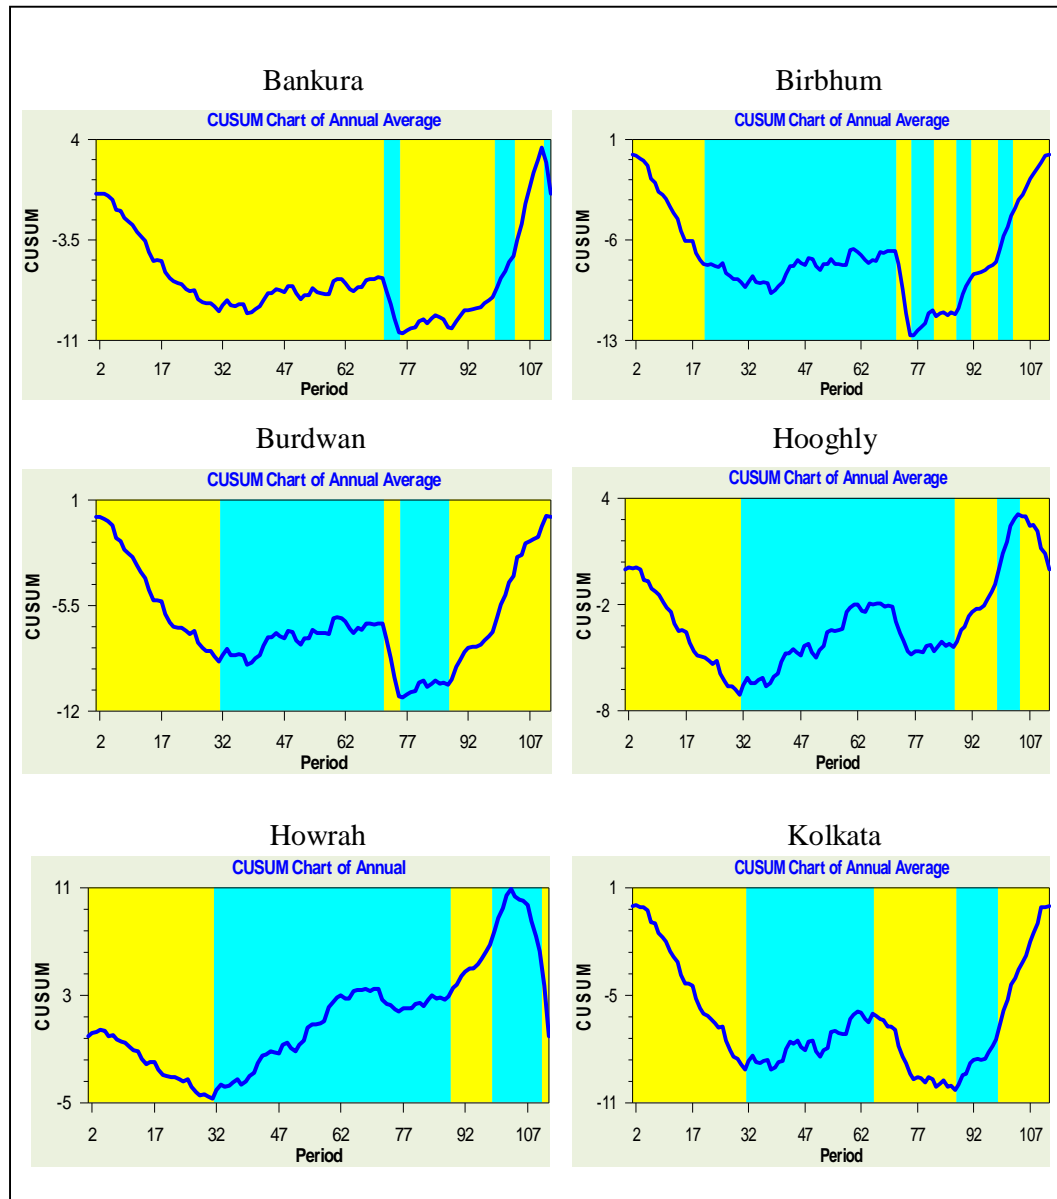 Bankura
CUSUM Chart of Annual Average
4
-3.5
-11
CUSUM
2 17 32 47 62 77 92 107
Period
Birbhum
CUSUM Chart of Annual Average
1
-6
-13
CUSUM
2 17 32 47 62 77 92 107
Period
Burdwan
CUSUM Chart of Annual Average
1
-5.5
-12
CUSUM
2 17 32 47 62 77 92 107
Period
Hooghly
CUSUM Chart of Annual Average
4
-2
-8
CUSUM
2 17 32 47 62 77 92 107
Period
Howrah
CUSUM Chart of Annual
11
3
-5
CUSUM
2 17 32 47 62 77 92 107
Period
Kolkata
CUSUM Chart of Annual Average
1
-5
-11
CUSUM
2 17 32 47 62 77 92 107
Period